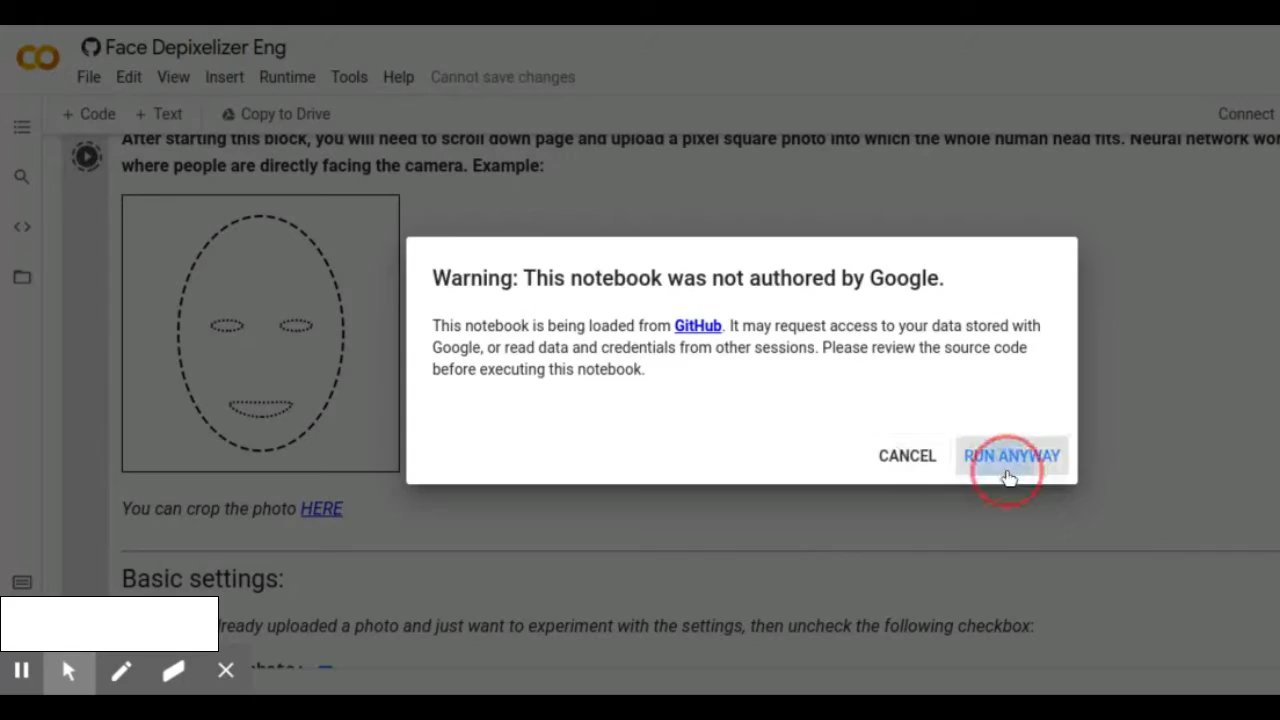 Face Depixelizer Eng
File Edit View Insert Runtime Tools Help Cannot save changes
+ Code + Text Copy to Drive Connect
After starting this block, you will need to scroll down page and upload a pixel square photo into which the whole human head fits. Neural network
where people are directly facing the camera. Example:
Warning: This notebook was not authored by Google.
This notebook is being loaded from GitHub. It may request access to your data stored with
Google, or read data and credentials from other sessions. Please review the source code
before executing this notebook.
CANCEL RUN ANYWAY
You can crop the photo HERE
Basic settings:
uploaded a photo and just want to experiment with the settings, then uncheck the following checkbox: